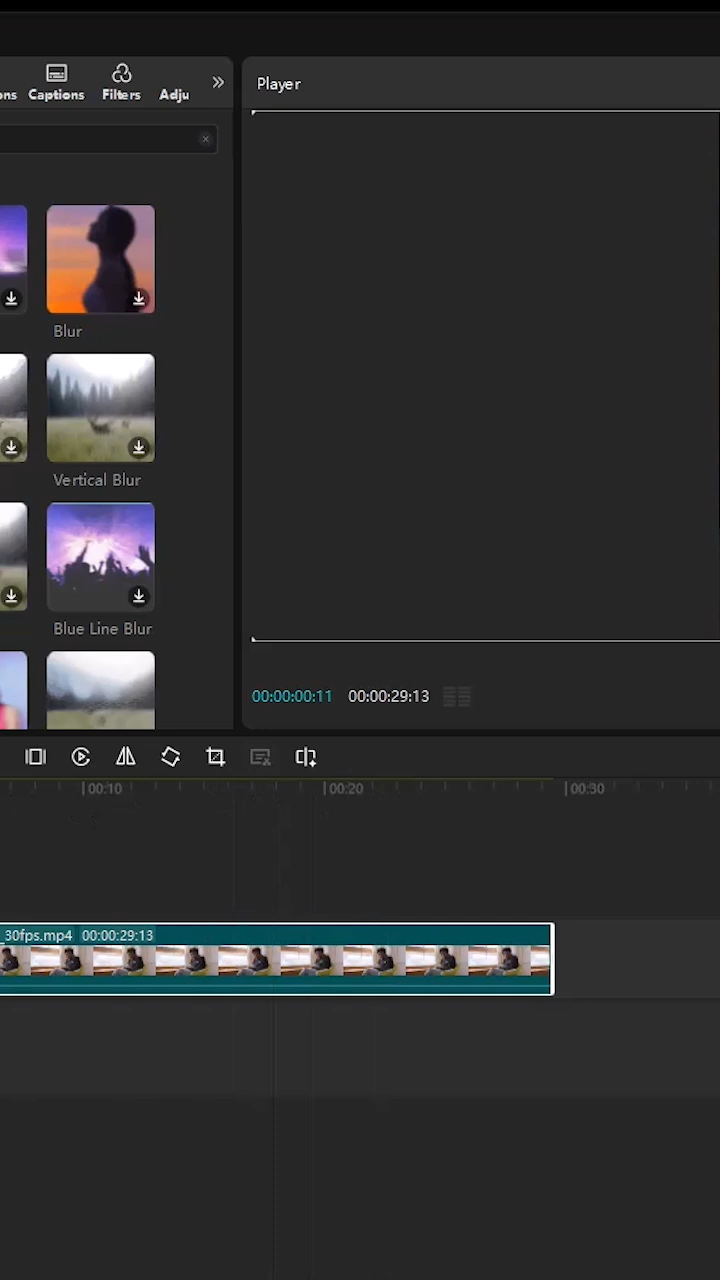 ons Captions Filters Adju
Player
Blur
Vertical Blur
Blue Line Blur
00:00:00:11 00:00:29:13
00:10 00:20 00:30
_30fps.mp4 00:00:29:13